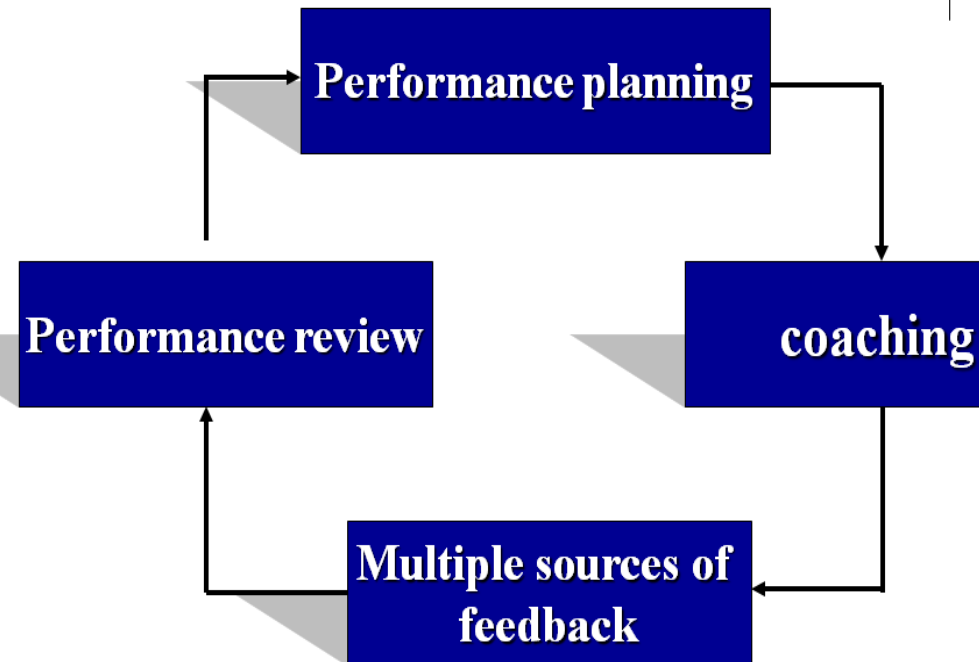 Performance planning
Performance review
coaching
Multiple sources of
feedback